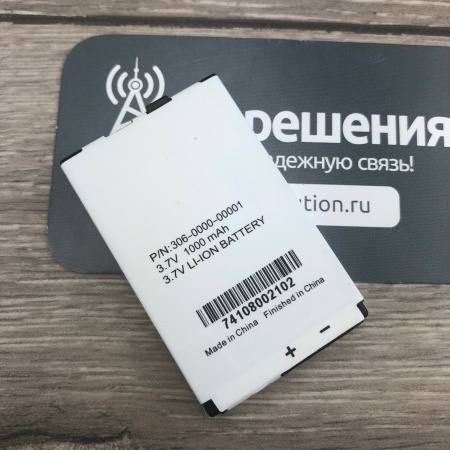 решения
дежную связь!
ution.ru
P/N:306-0000-00001
3.7V 1000 mAh
3.7V LI-ION BATTERY
74108002102
Made in China Finished in China
+ −